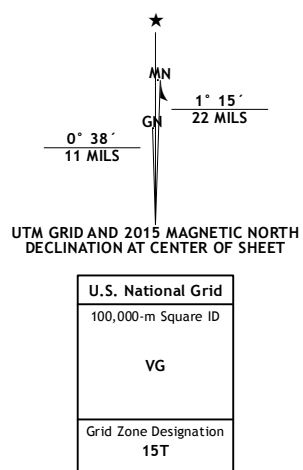 MN
1° 15´
22 MILS
GN
0° 38´
11 MILS
UTM GRID AND 2015 MAGNETIC NORTH
DECLINATION AT CENTER OF SHEET
U.S. National Grid
100,000-m Square ID
VG
Grid Zone Designation
15T